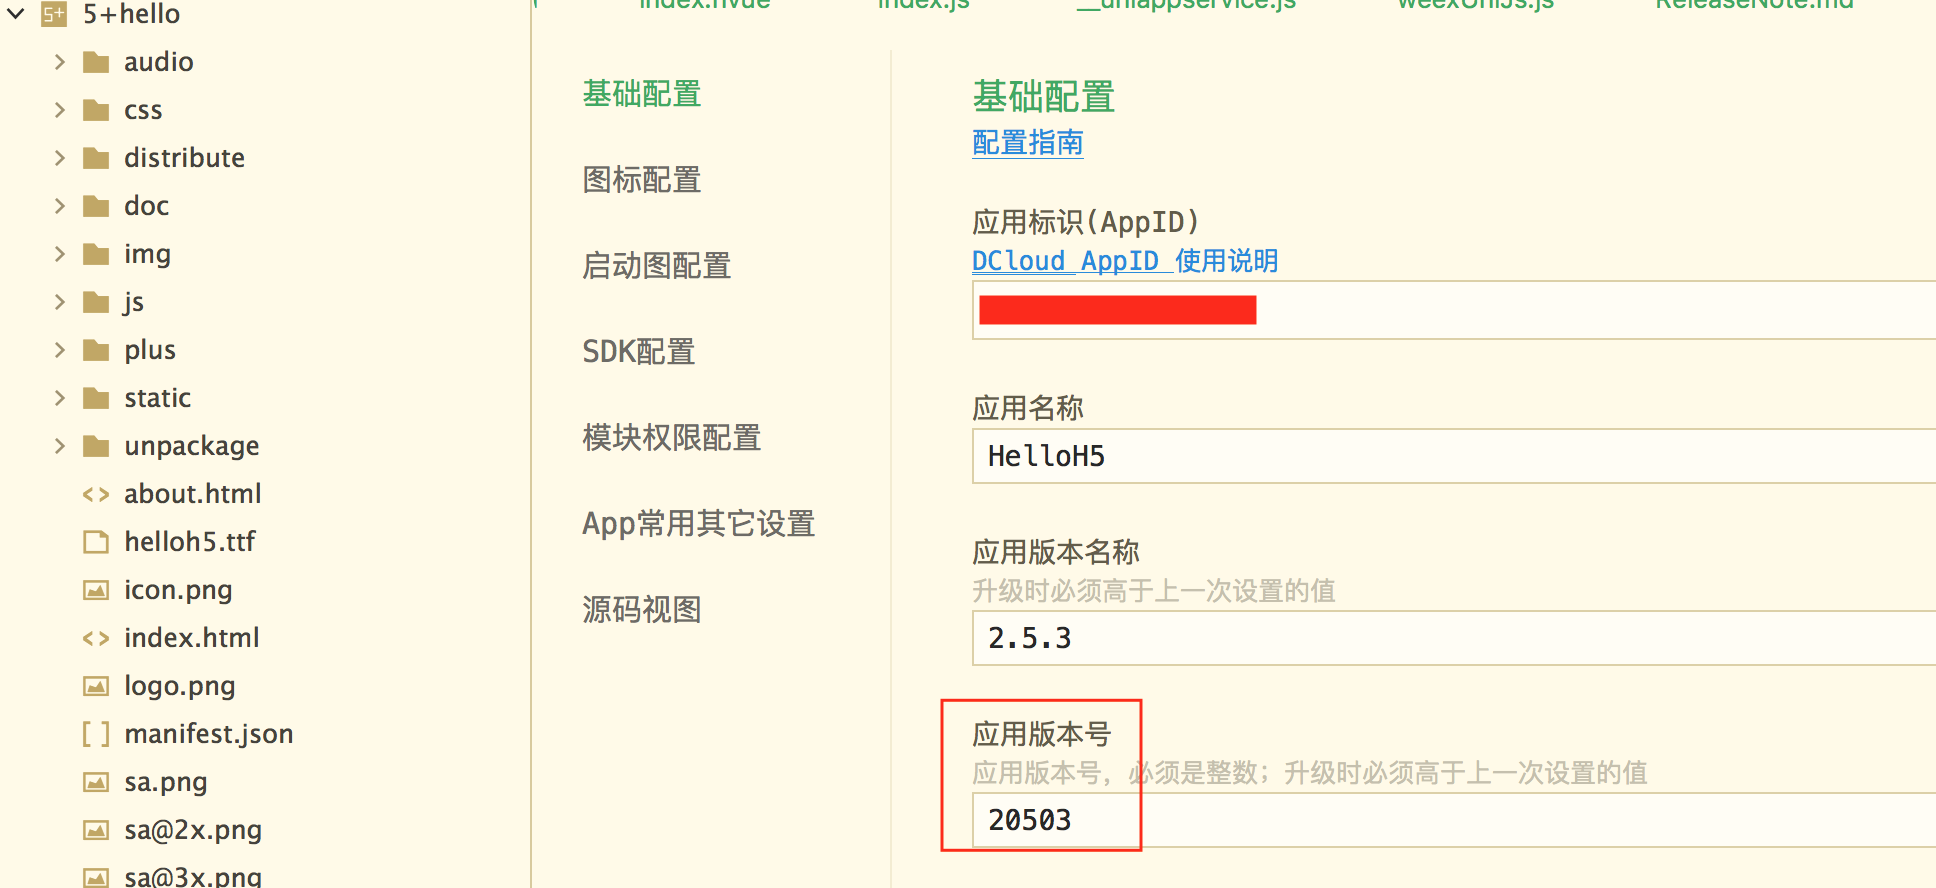 5+hello
audio
css
distribute
doc
img
js
plus
static
unpackage
about.html
helloh5.ttf
icon.png
index.html
logo.png
manifest.json
sa.png
sa@2x.png
sa@3x.png
index.nvue
index.js
__uniappservice.js
weexUniJs.js
ReleaseNote.md
基础配置
图标配置
启动图配置
SDK配置
模块权限配置
App常用其它设置
源码视图
基础配置
配置指南
应用标识(AppID)
DCloud AppID 使用说明
应用名称
HelloH5
应用版本名称
升级时必须高于上一次设置的值
2.5.3
应用版本号
应用版本号，必须是整数；升级时必须高于上一次设置的值
20503